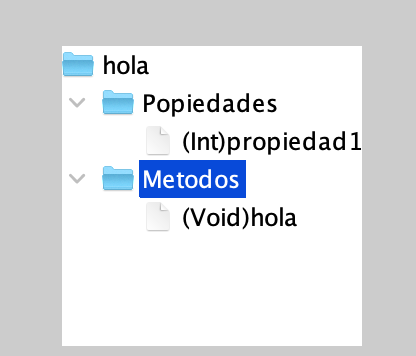 hola
Popiedades
(Int)propiedad1
Metodos
(Void)hola